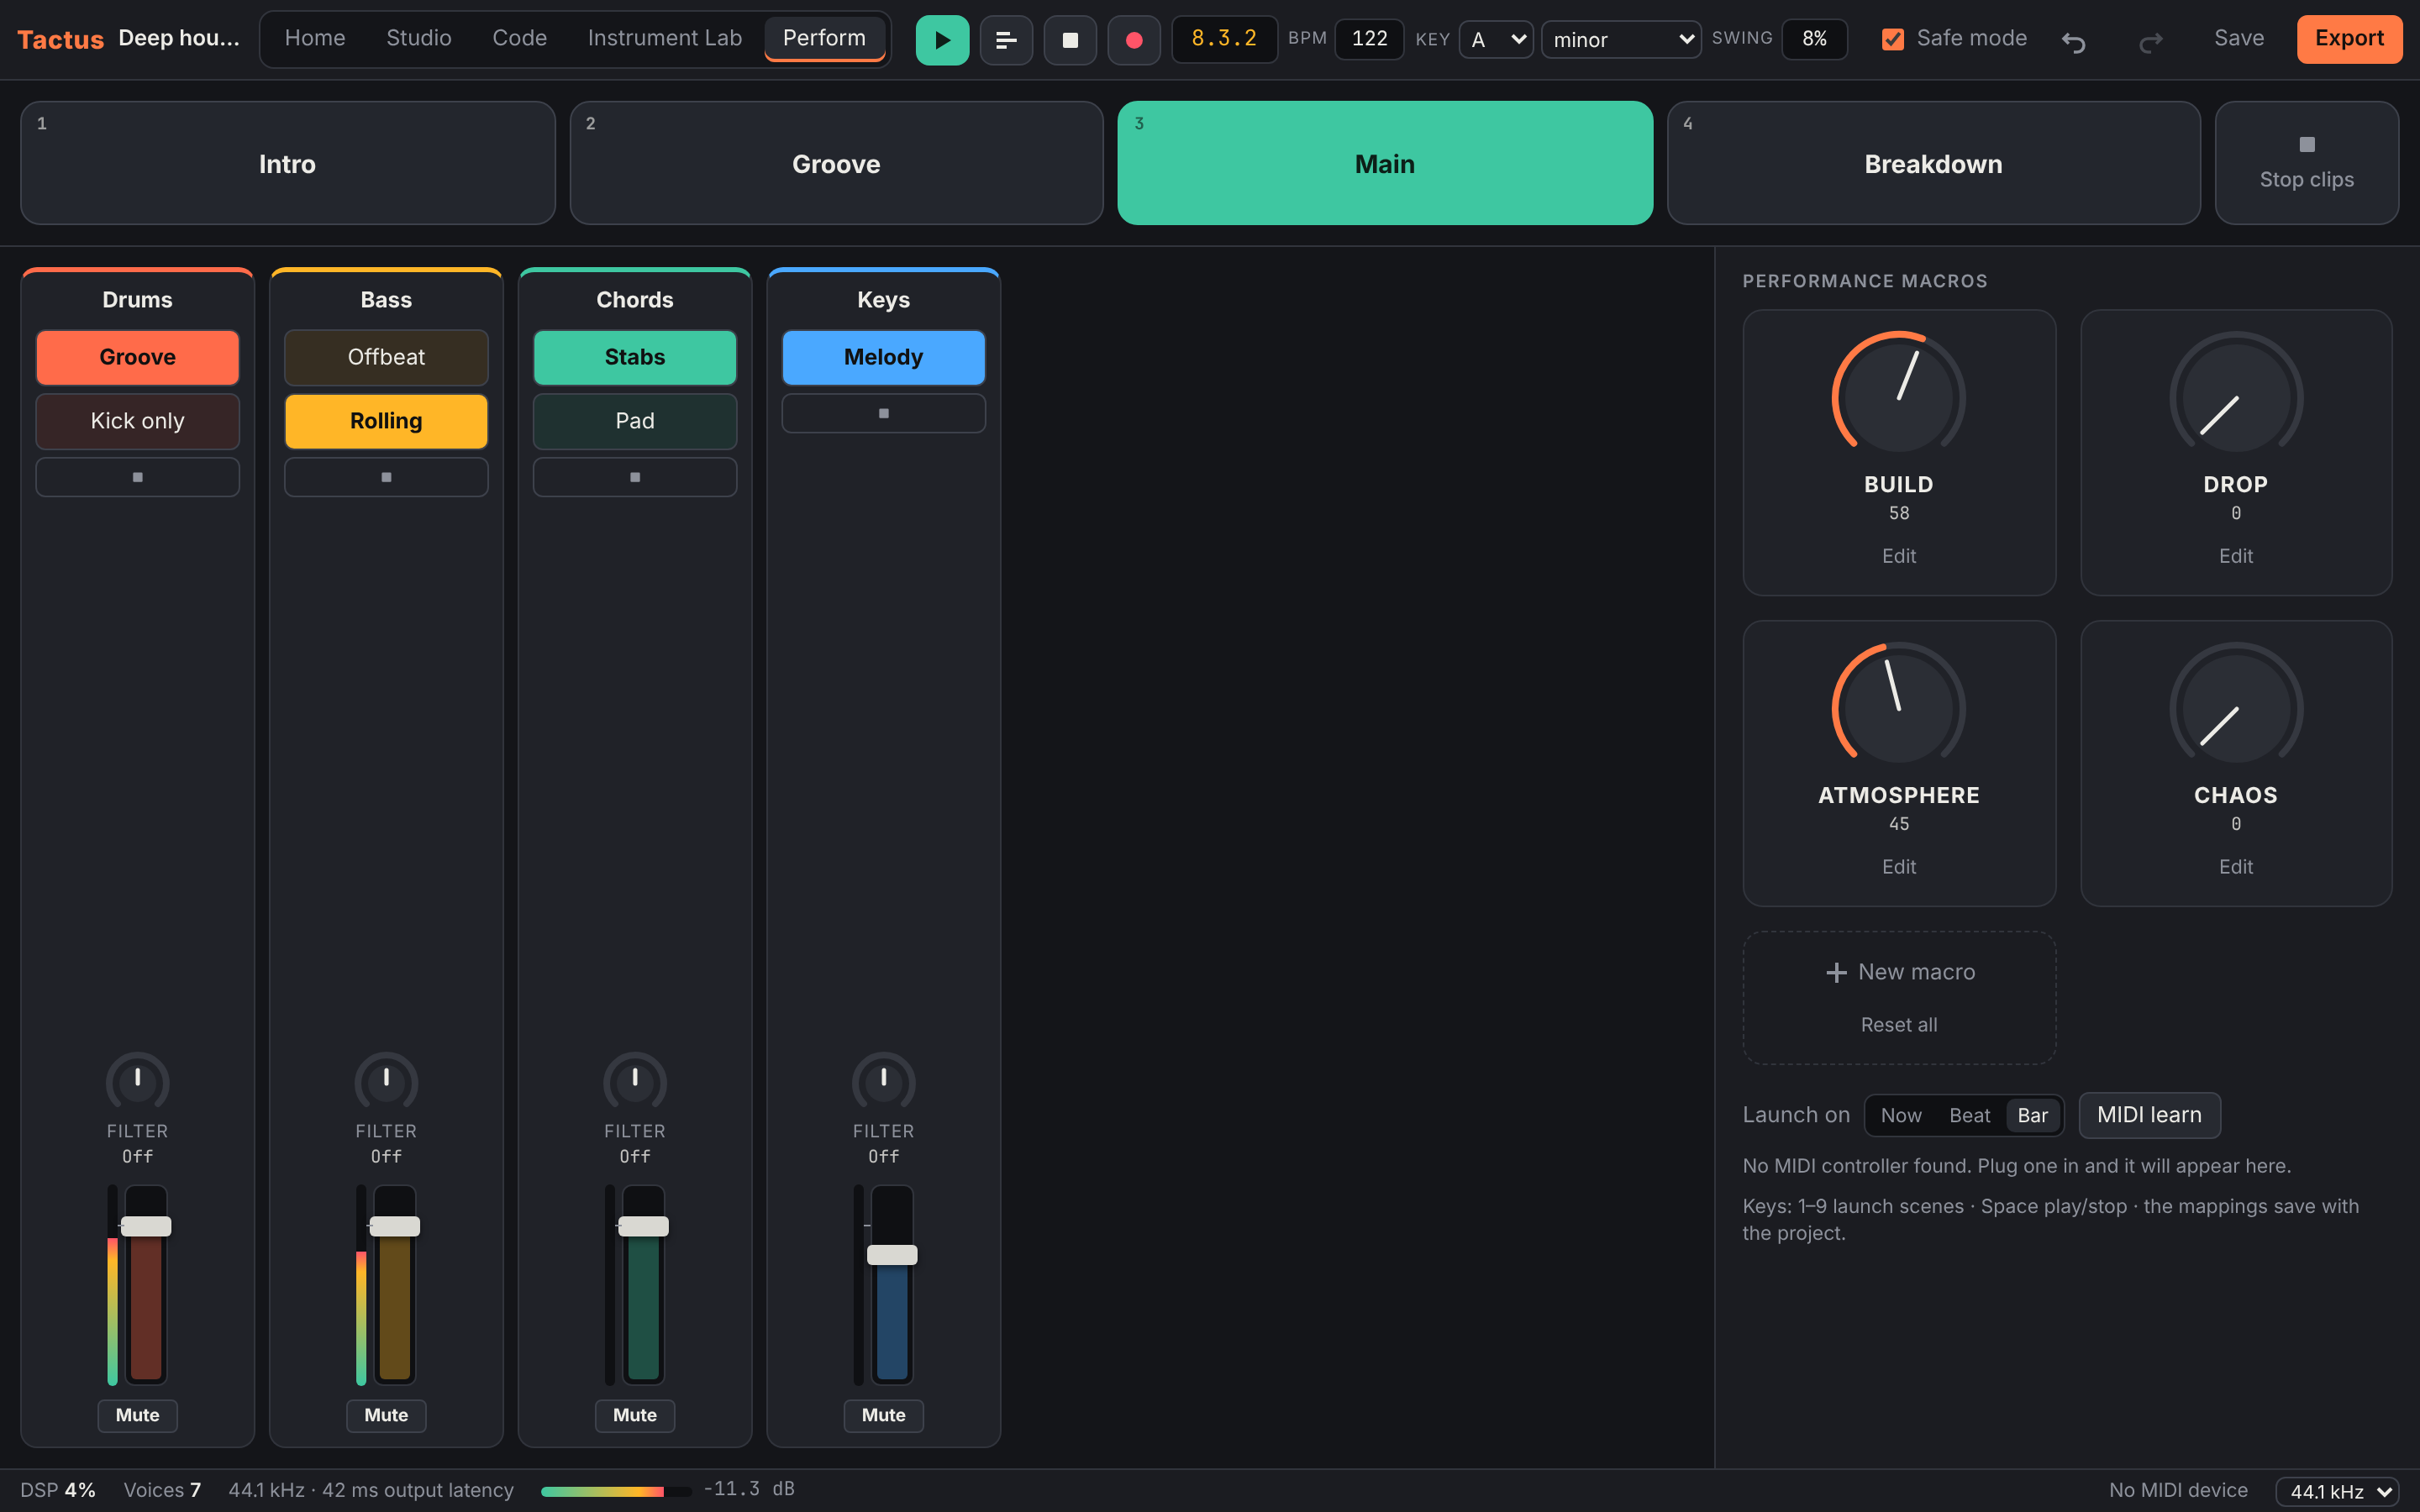 Tactus Deep hou... Home Studio Code Instrument Lab Perform 8.3.2 BPM 122 KEY A minor SWING 8% Safe mode Save Export
1 2 3 4
Intro Groove Main Breakdown Stop clips
Drums Bass Chords Keys
Groove Offbeat Stabs Melody
Kick only Rolling Pad
FILTER FILTER FILTER FILTER
Off Off Off Off
Mute Mute Mute Mute
PERFORMANCE MACROS
BUILD DROP
58 0
Edit Edit
ATMOSPHERE CHAOS
45 0
Edit Edit
New macro
Reset all
Launch on Now Beat Bar MIDI learn
No MIDI controller found. Plug one in and it will appear here.
Keys: 1–9 launch scenes · Space play/stop · the mappings save with
the project.
DSP 4% Voices 7 44.1 kHz · 42 ms output latency -11.3 dB No MIDI device 44.1 kHz